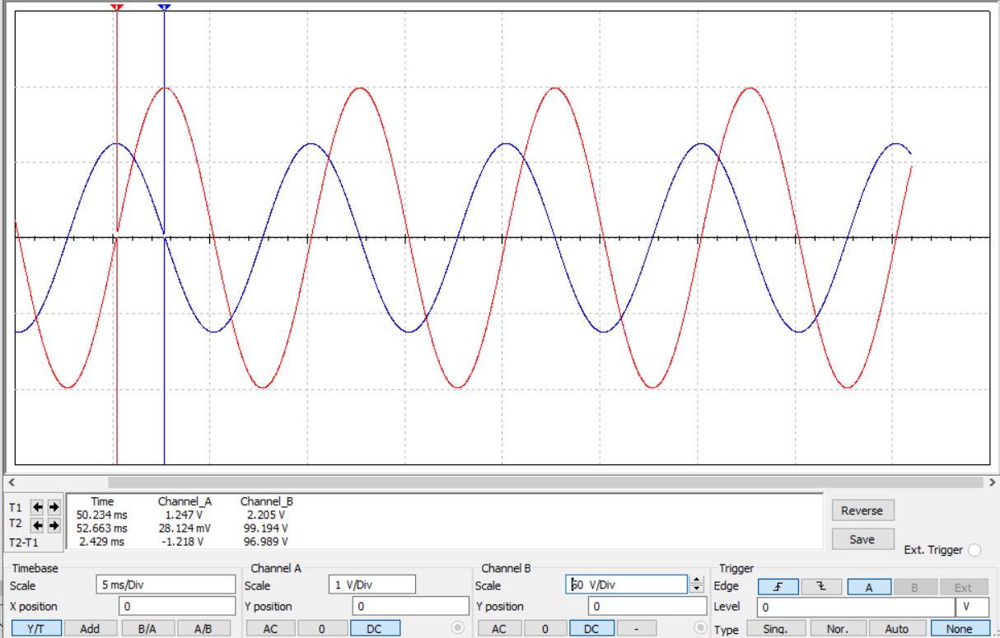 1 2
Time Channel_A Channel_B
T1 50.234 ms 1.247 V 2.205 V
T2 52.663 ms 28.124 mV 99.194 V
T2-T1 2.429 ms -1.218 V 96.989 V
Reverse
Save
Ext. Trigger
Timebase
Scale 5 ms/Div
X position 0
Y/T Add B/A A/B
Channel A
Scale 1 V/Div
Y position 0
AC 0 DC
Channel B
Scale 50 V/Div
Y position 0
AC 0 DC -
Trigger
Edge A B Ext
Level 0 V
Type Sing. Nor. Auto None